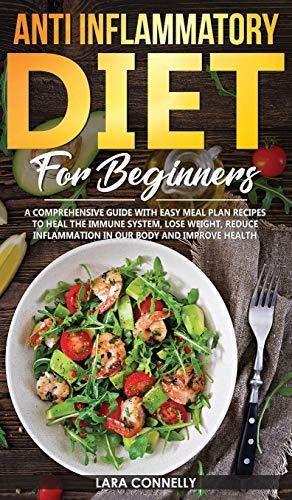 ANTI INFLAMMATORY
DIET
For Beginners
A COMPREHENSIVE GUIDE WITH EASY MEAL PLAN RECIPES
TO HEAL THE IMMUNE SYSTEM, LOSE WEIGHT, REDUCE
INFLAMMATION IN OUR BODY AND IMPROVE HEALTH
LARA CONNELLY